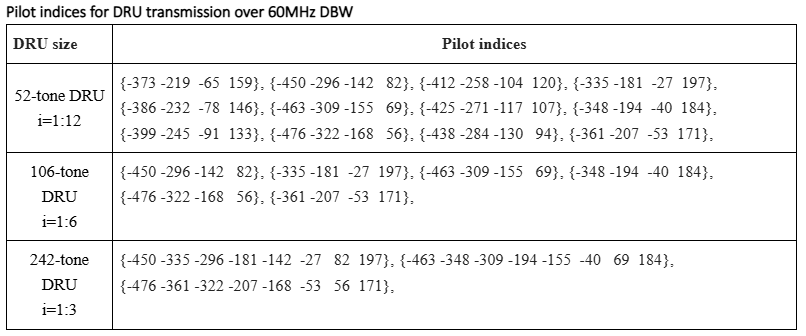 Pilot indices for DRU transmission over 60MHz DBW
DRU size Pilot indices
52-tone DRU
i=1:12
{-373 -219 -65 159}, {-450 -296 -142 82}, {-412 -258 -104 120}, {-335 -181 -27 197},
{-386 -232 -78 146}, {-463 -309 -155 69}, {-425 -271 -117 107}, {-348 -194 -40 184},
{-399 -245 -91 133}, {-476 -322 -168 56}, {-438 -284 -130 94}, {-361 -207 -53 171},
106-tone
DRU
i=1:6
{-450 -296 -142 82}, {-335 -181 -27 197}, {-463 -309 -155 69}, {-348 -194 -40 184},
{-476 -322 -168 56}, {-361 -207 -53 171},
242-tone
DRU
i=1:3
{-450 -335 -296 -181 -142 -27 82 197}, {-463 -348 -309 -194 -155 -40 69 184},
{-476 -361 -322 -207 -168 -53 56 171},